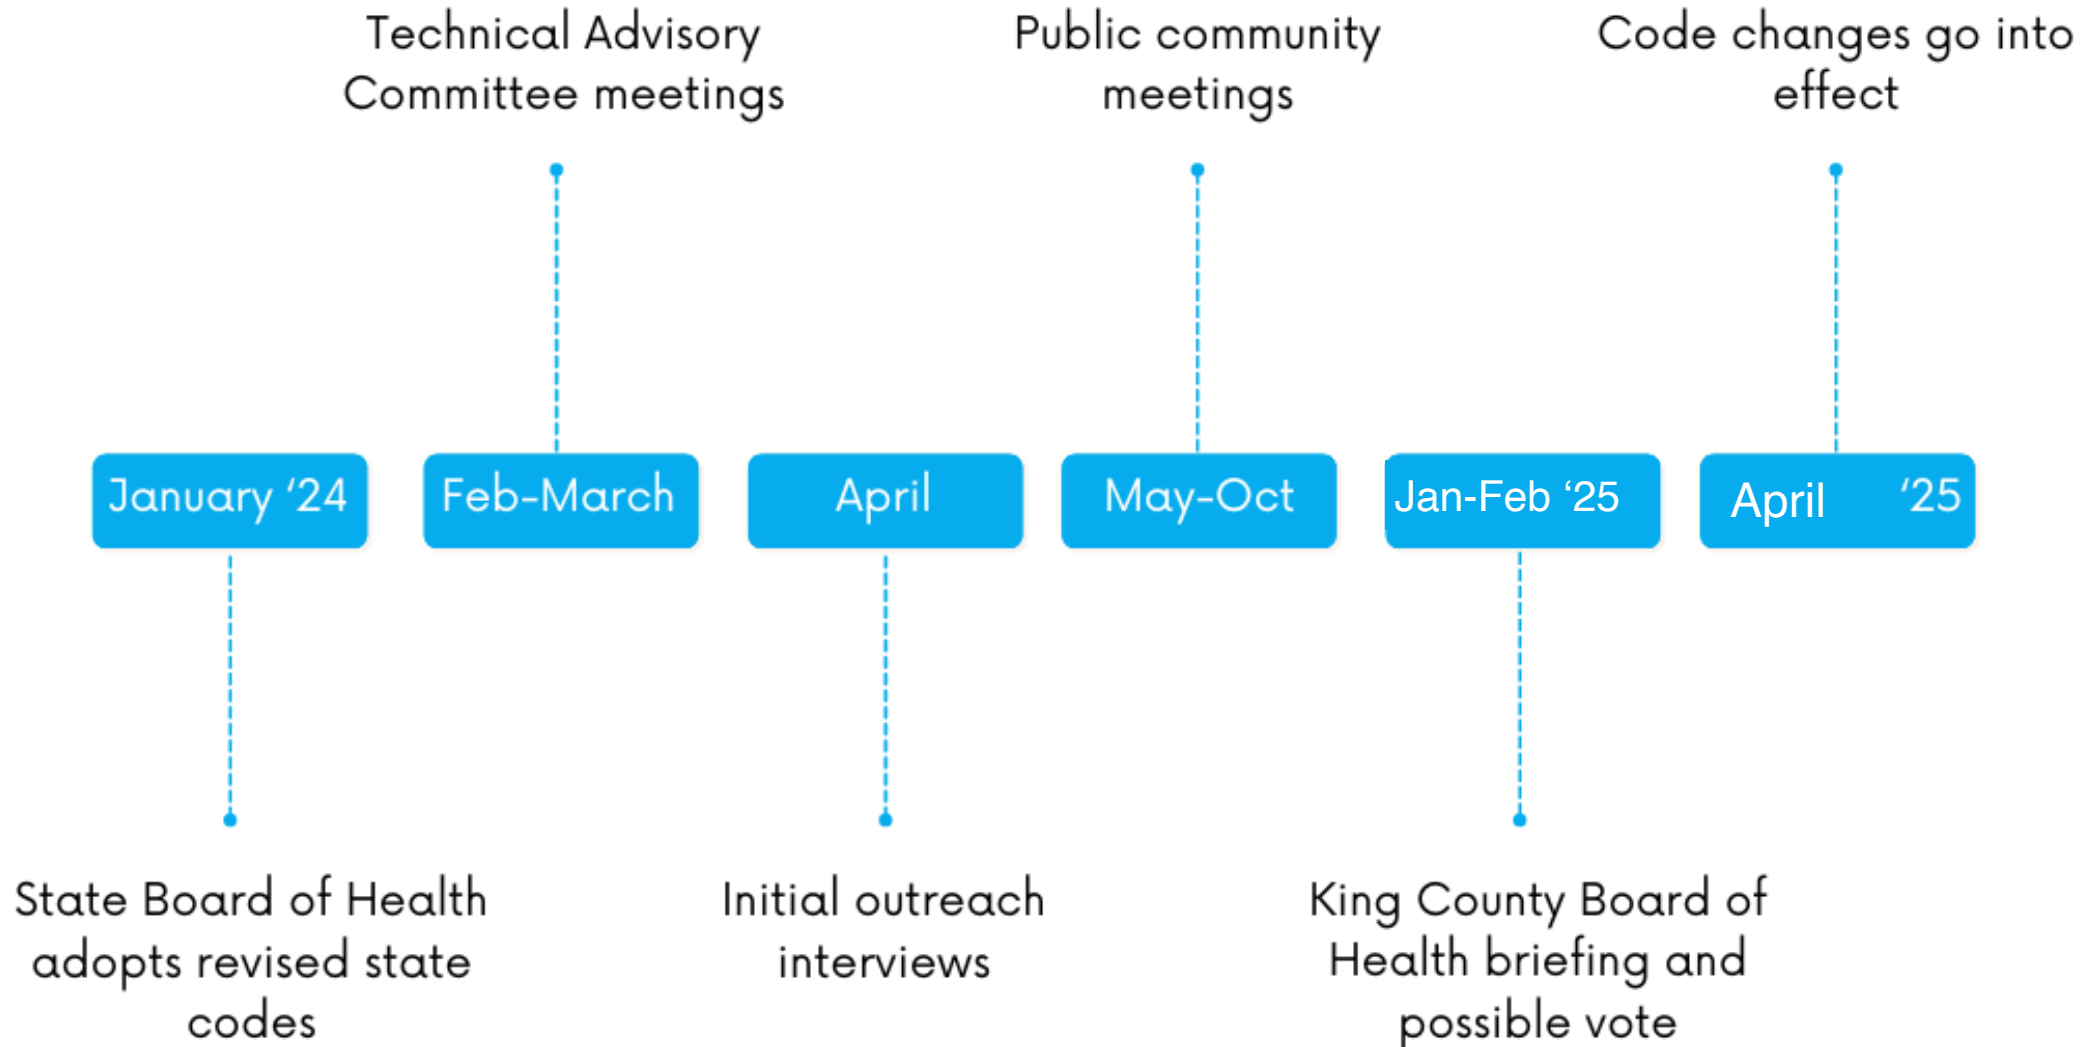 Technical Advisory
Committee meetings
Public community
meetings
Code changes go into
effect
January ‘24
Feb-March
April
May-Oct
Jan-Feb ‘25
April ‘25
State Board of Health
adopts revised state
codes
Initial outreach
interviews
King County Board of
Health briefing and
possible vote